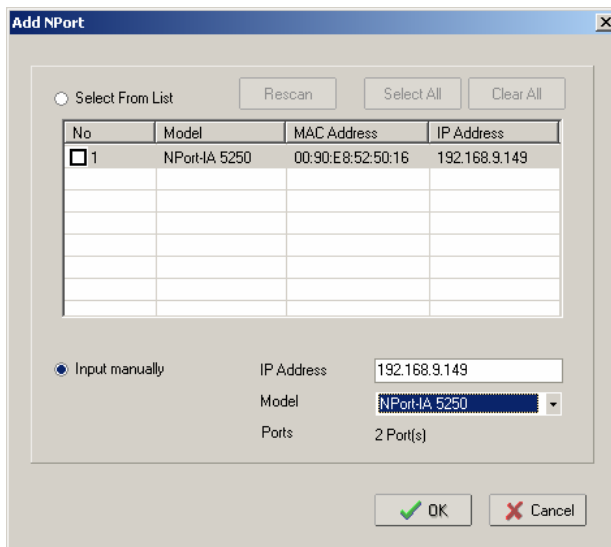 Add NPort
Select From List Rescan Select All Clear All
No Model MAC Address IP Address
1 NPort-IA 5250 00:90:E8:52:50:16 192.168.9.149
Input manually IP Address 192.168.9.149
Model NPort-IA 5250
Ports 2 Port(s)
OK Cancel